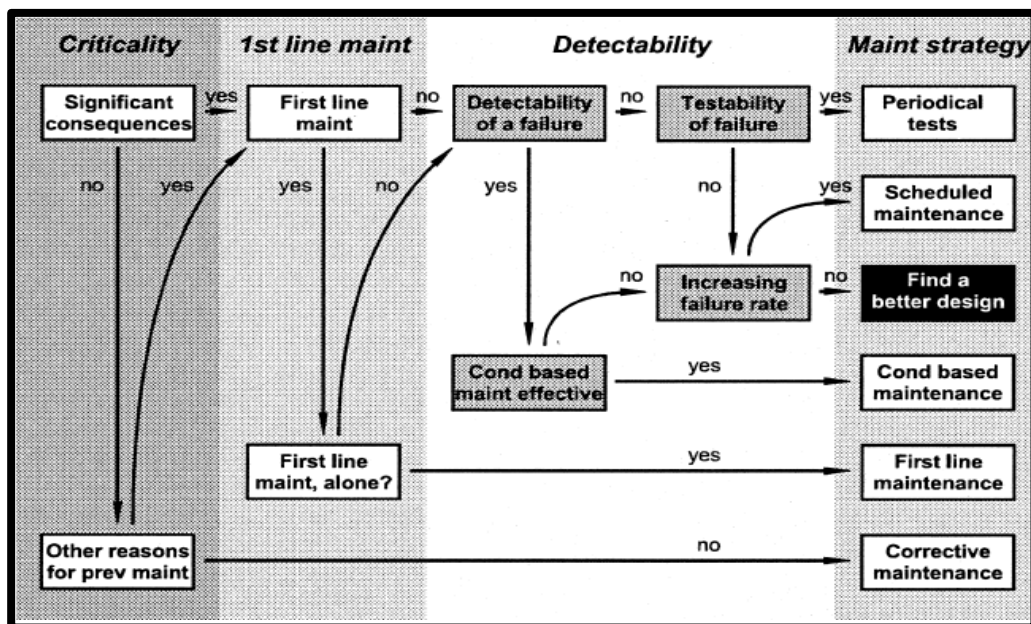 Criticality
1st line maint
Detectability
Maint strategy
Significant
consequences
yes
First line
maint
no
Detectability
of a failure
no
Testability
of failure
yes
Periodical
tests
no
yes
yes
no
yes
no
yes
Scheduled
maintenance
no
Increasing
failure rate
no
Find a
better design
Cond based
maint effective
yes
Cond based
maintenance
First line
maint, alone?
yes
First line
maintenance
Other reasons
for prev maint
no
Corrective
maintenance